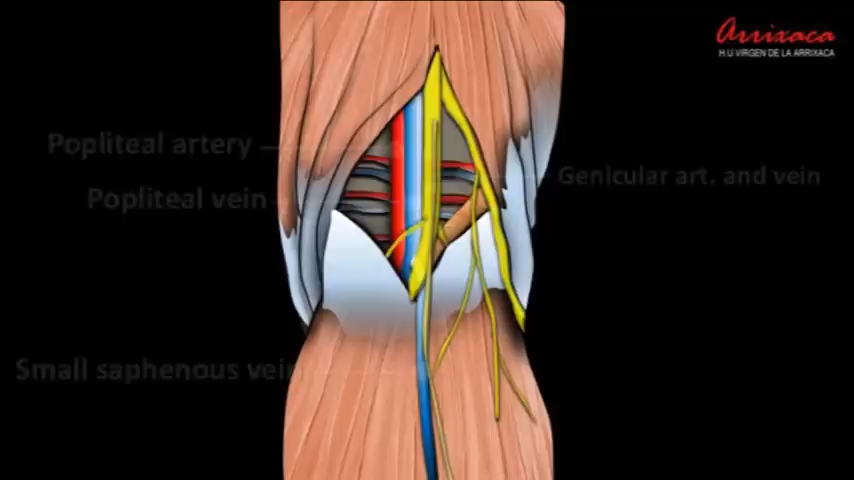 Arrixaca
H.U VIRGEN DE LA ARRIXACA
Popliteal artery
Genicular art. and vein
Popliteal vein
Small saphenous vein